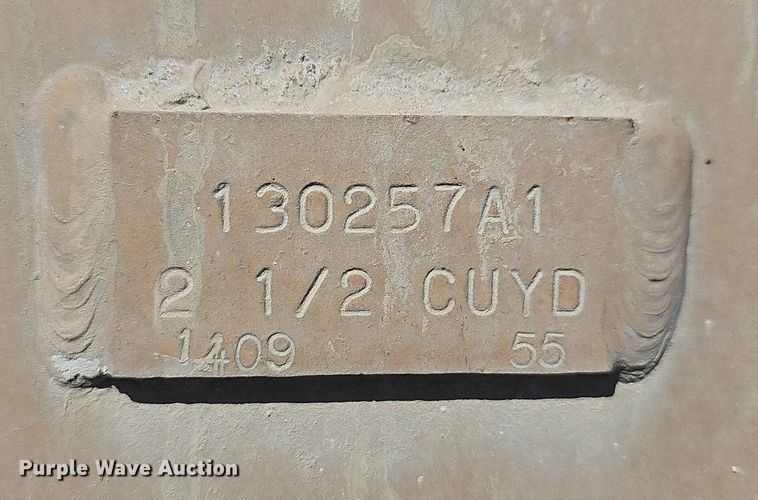 130257A1
2 1/2 CUYD
1409 55
Purple Wave Auction